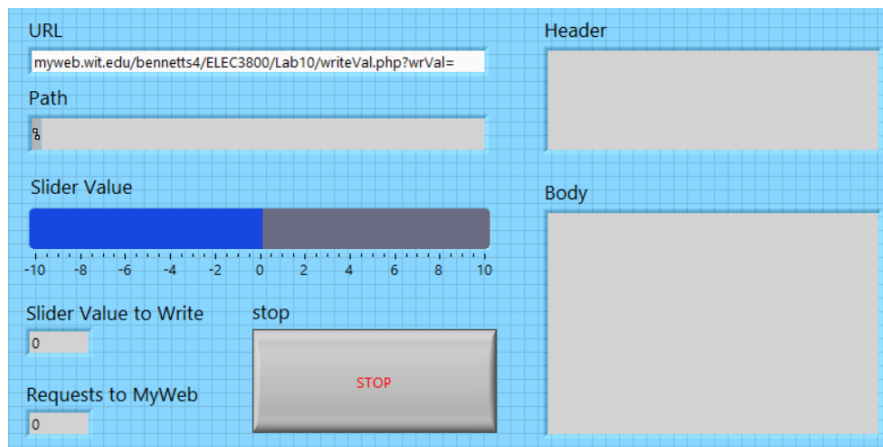 URL
myweb.wit.edu/bennetts4/ELEC3800/Lab10/writeVal.php?wrVal=
Path
Slider Value
-10 -8 -6 -4 -2 0 2 4 6 8 10
Slider Value to Write
0
Requests to MyWeb
0
stop
STOP
Header
Body